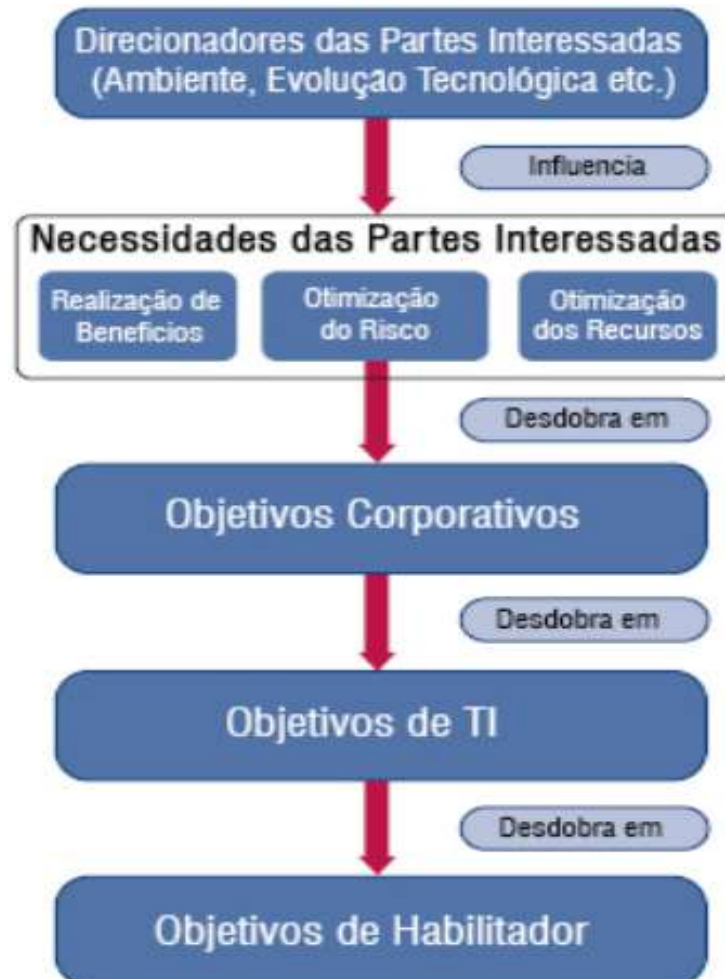 Direcionadores das Partes Interessadas
(Ambiente, Evolução Tecnológica etc.)
Influencia
Necessidades das Partes Interessadas
Realização de
Benefícios
Otimização
do Risco
Otimização
dos Recursos
Desdobra em
Objetivos Corporativos
Desdobra em
Objetivos de TI
Desdobra em
Objetivos de Habilitador